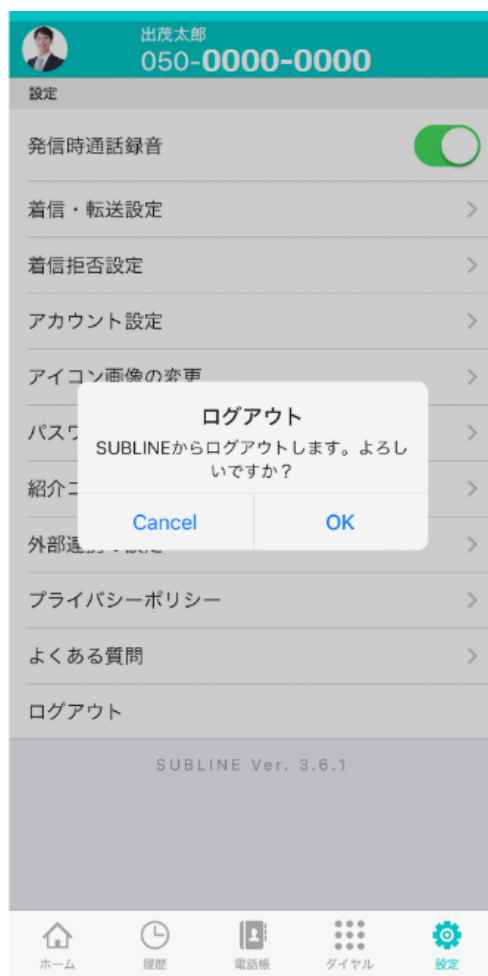 出茂太郎
050-0000-0000
設定
発信時通話録音
着信・転送設定
着信拒否設定
アカウント設定
アイコン画像の変更
パスワ
ログアウト
SUBLINEからログアウトします。よろし
いですか？
紹介コ
Cancel
OK
外部連
プライバシーポリシー
よくある質問
ログアウト
SUBLINE Ver. 3.6.1
ホーム
履歴
電話帳
ダイヤル
設定